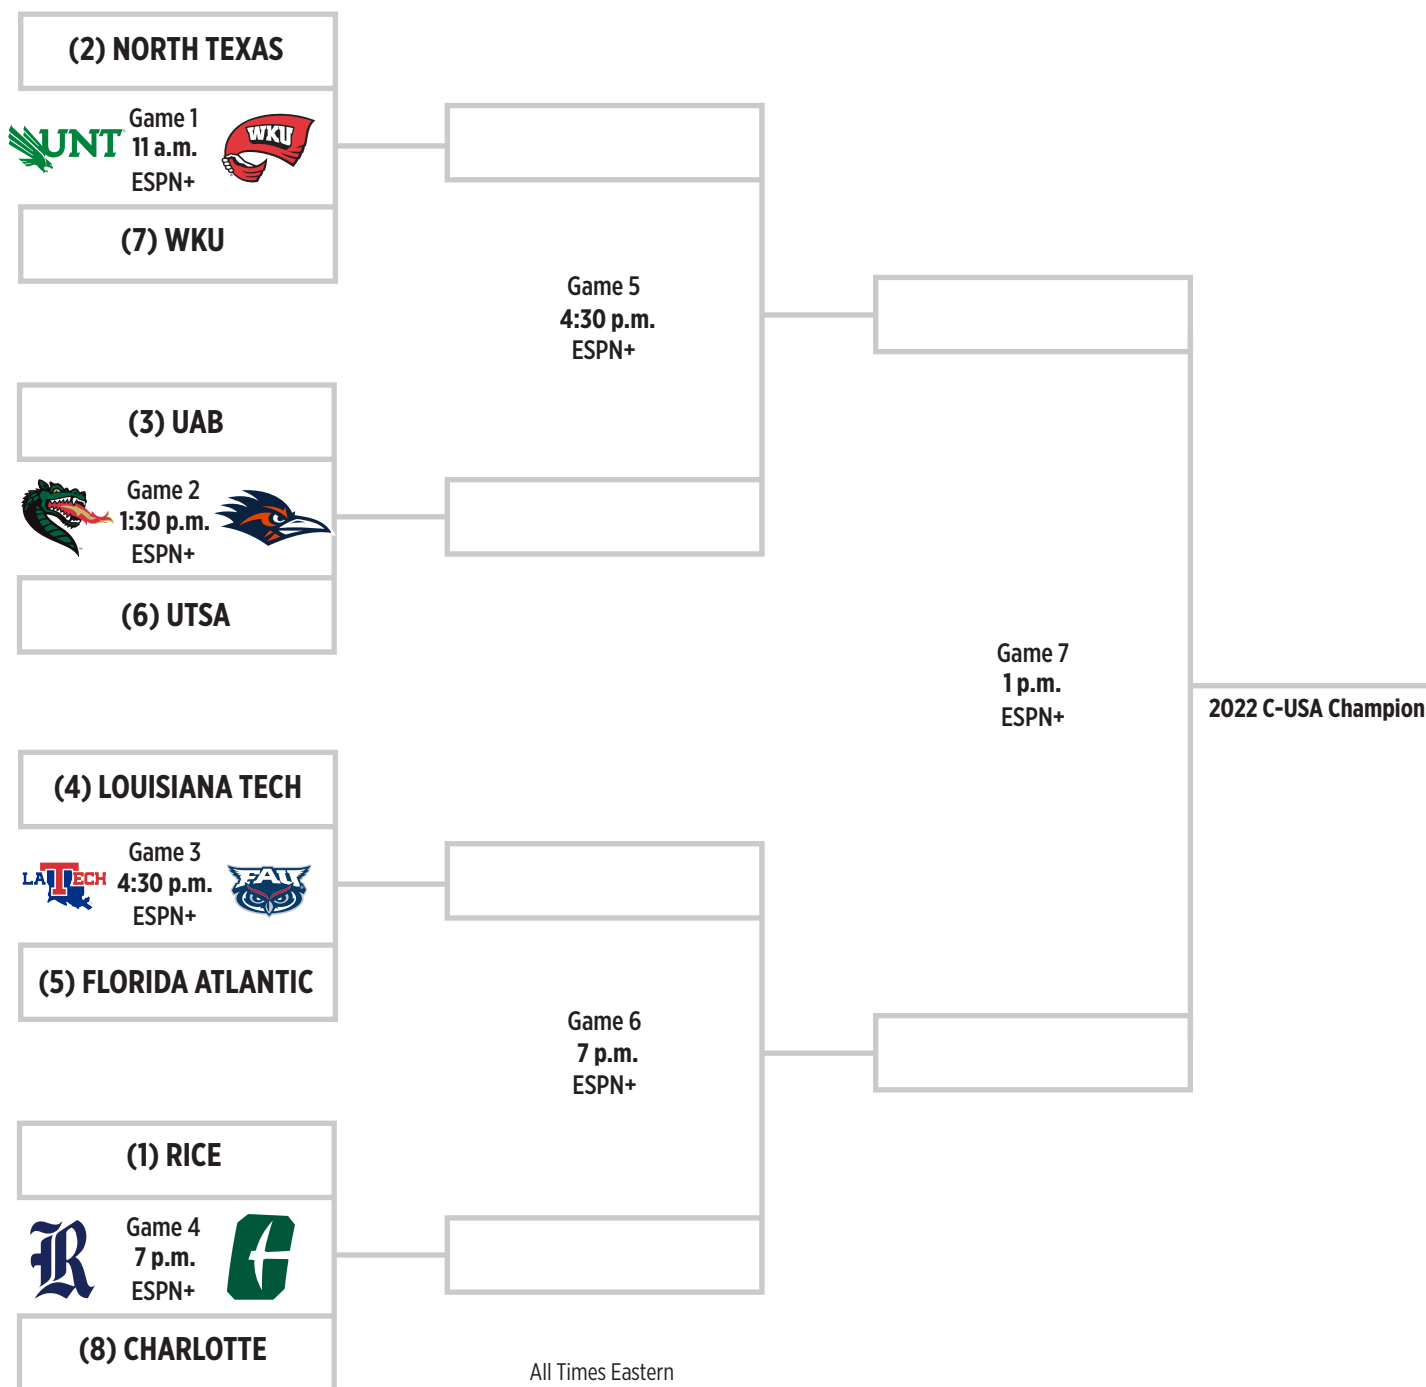 (2) NORTH TEXAS
UNT
Game 1
11 a.m.
ESPN+
WKU
(7) WKU
Game 5
4:30 p.m.
ESPN+
(3) UAB
Game 2
1:30 p.m.
ESPN+
(6) UTSA
Game 7
1 p.m.
ESPN+
2022 C-USA Champion
(4) LOUISIANA TECH
LA TECH
Game 3
4:30 p.m.
ESPN+
FAU
(5) FLORIDA ATLANTIC
Game 6
7 p.m.
ESPN+
(1) RICE
R
Game 4
7 p.m.
ESPN+
C
(8) CHARLOTTE
All Times Eastern